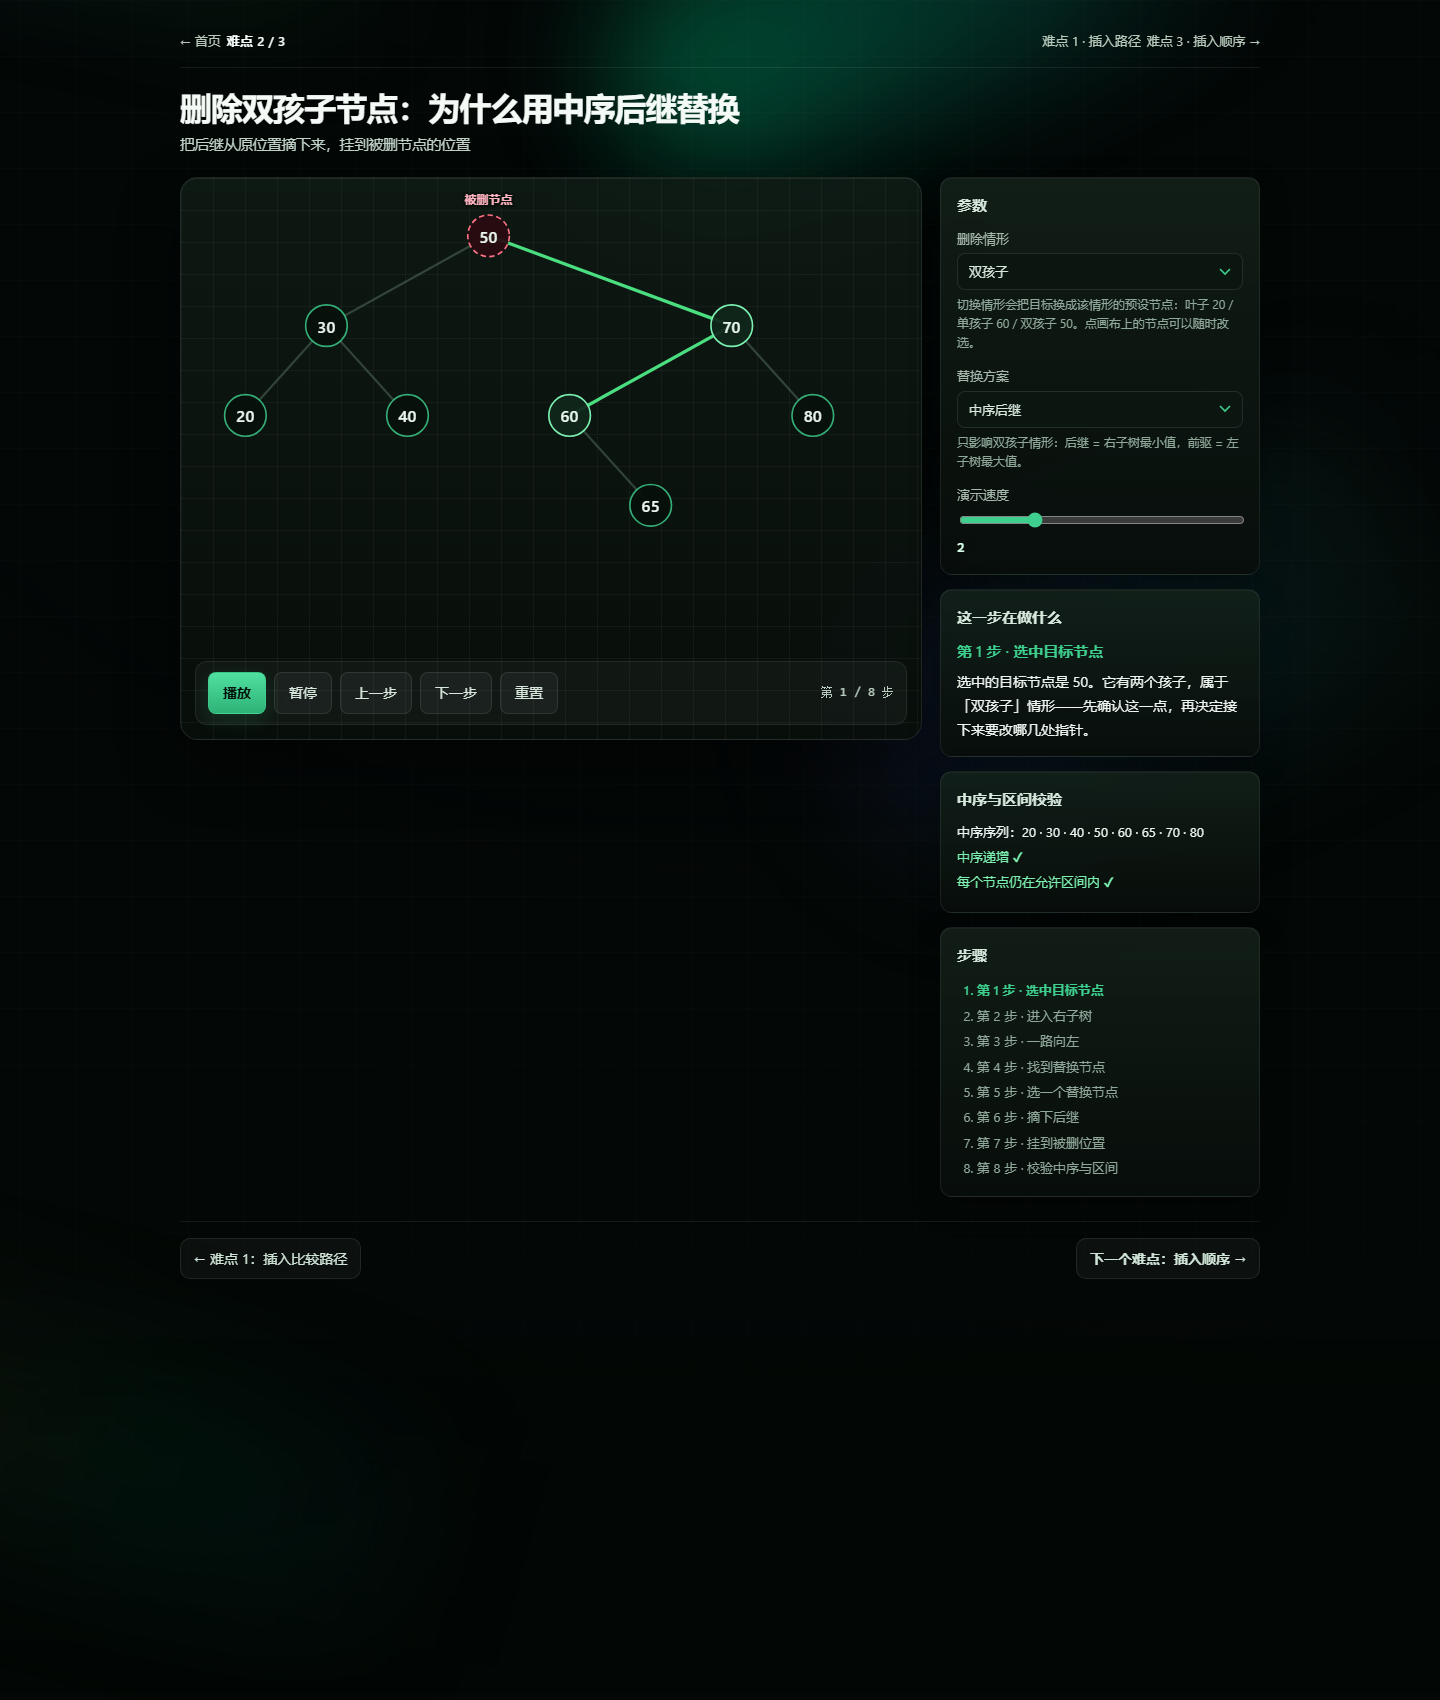 ← 首页 难点 2 / 3
难点 1 · 插入路径 难点 3 · 插入顺序 →
删除双孩子节点：为什么用中序后继替换
把后继从原位置摘下来，挂到被删节点的位置
被删节点
50
30
70
20
40
60
80
65
播放
暂停
上一步
下一步
重置
第 1 / 8 步
参数
删除情形
双孩子
切换情形会把目标换成该情形的预设节点：叶子 20 /
单孩子 60 / 双孩子 50。点画布上的节点可以随时改
选。
替换方案
中序后继
只影响双孩子情形：后继 = 右子树最小值，前驱 = 左
子树最大值。
演示速度
2
这一步在做什么
第 1 步 · 选中目标节点
选中的目标节点是 50。它有两个孩子，属于
「双孩子」情形——先确认这一点，再决定接
下来要改哪几处指针。
中序与区间校验
中序序列：20 · 30 · 40 · 50 · 60 · 65 · 70 · 80
中序递增 ✓
每个节点仍在允许区间内 ✓
步骤
1. 第 1 步 · 选中目标节点
2. 第 2 步 · 进入右子树
3. 第 3 步 · 一路向左
4. 第 4 步 · 找到替换节点
5. 第 5 步 · 选一个替换节点
6. 第 6 步 · 摘下后继
7. 第 7 步 · 挂到被删位置
8. 第 8 步 · 校验中序与区间
← 难点 1：插入比较路径
下一个难点：插入顺序 →